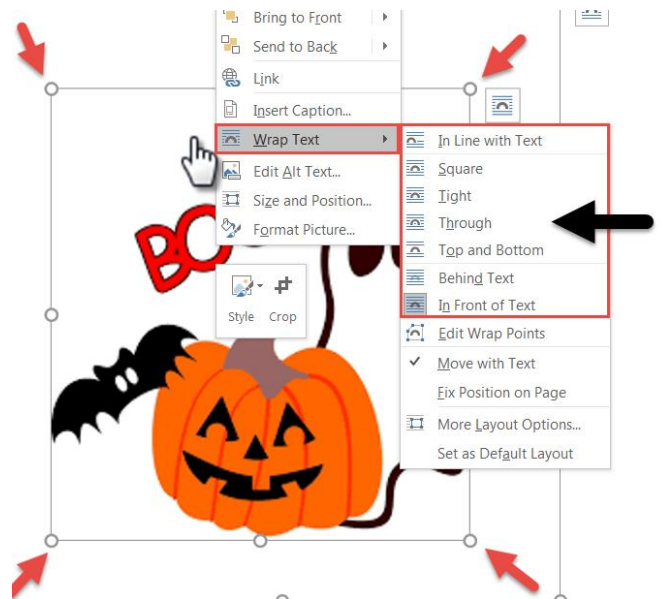 Bring to Front
Send to Back
Link
Insert Caption...
Wrap Text
Edit Alt Text...
Size and Position...
Format Picture...
In Line with Text
Square
Tight
Through
Top and Bottom
Behind Text
In Front of Text
Edit Wrap Points
Move with Text
Fix Position on Page
More Layout Options...
Set as Default Layout
BO
Style Crop